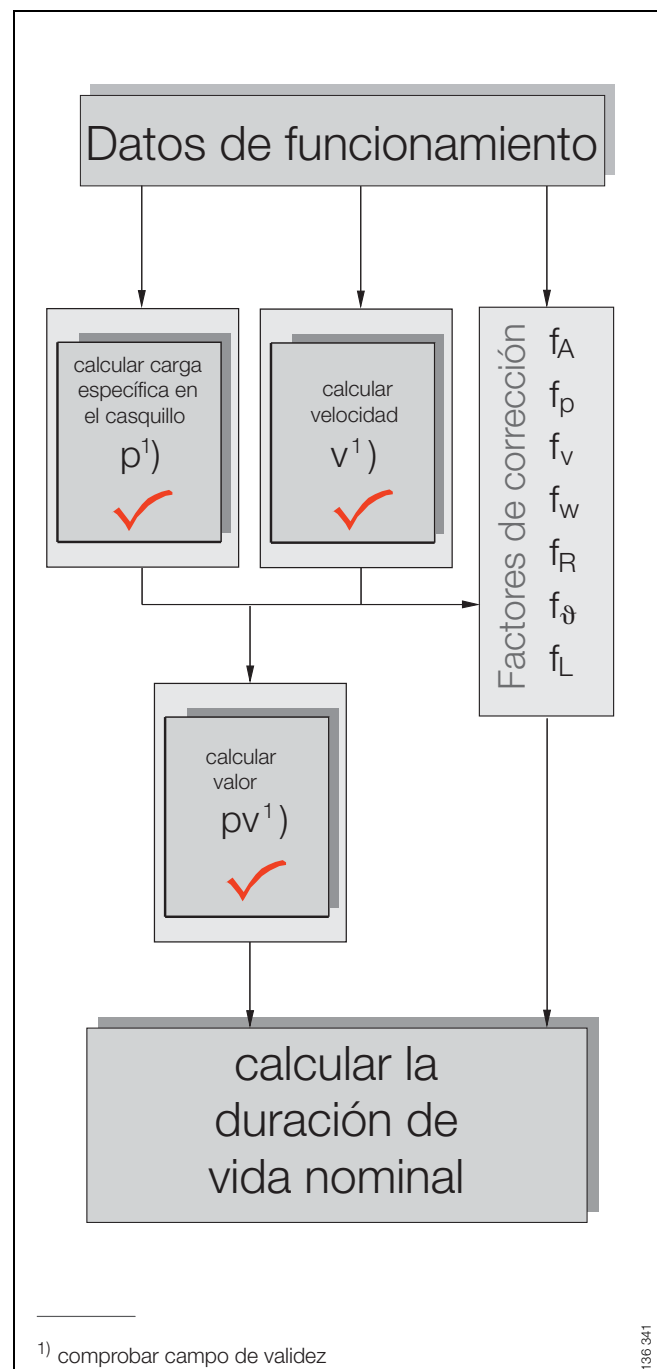 Datos de funcionamiento
calcular carga
específica en
el casquillo
p¹)
calcular
velocidad
v¹)
Factores de corrección
fA
fp
fv
fw
fR
fϑ
fL
calcular
valor
pv¹)
calcular la
duración de
vida nominal
1) comprobar campo de validez
136 341